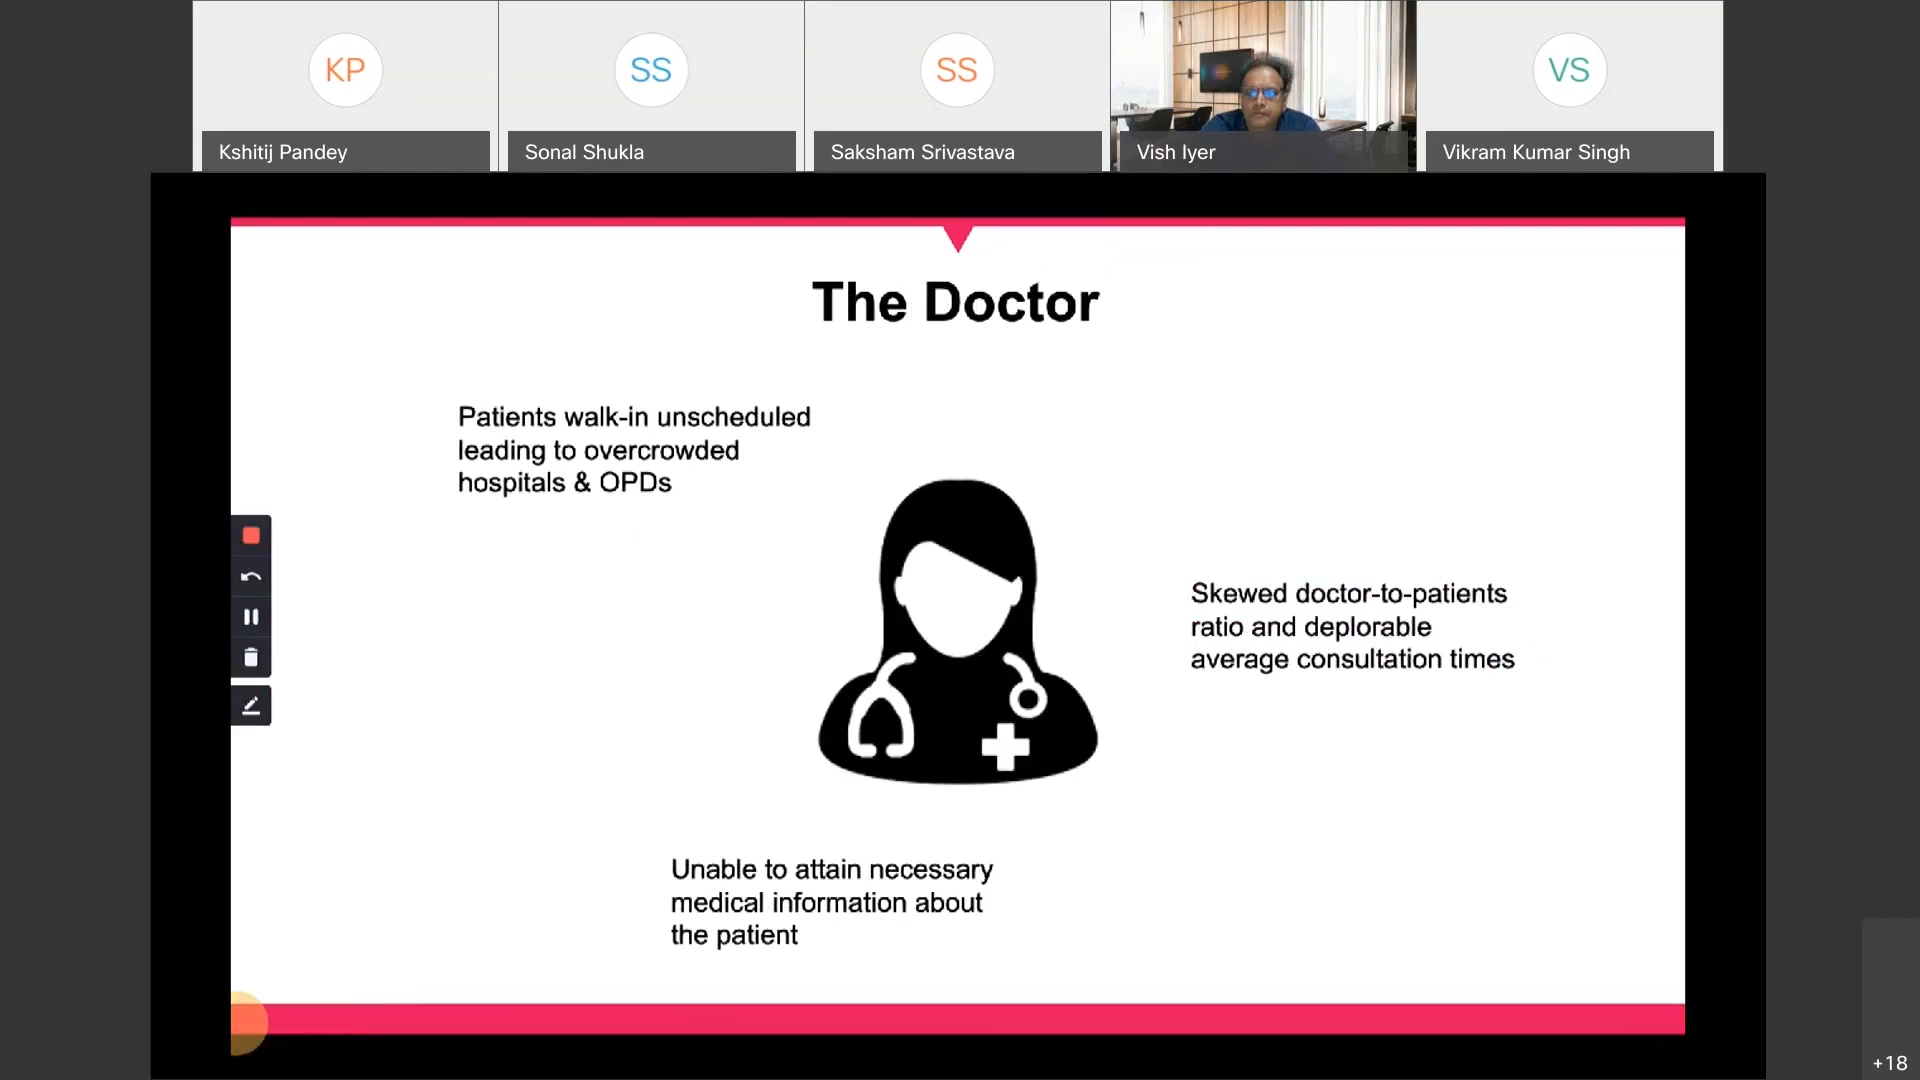 KP
SS
SS
VS
Kshitij Pandey
Sonal Shukla
Saksham Srivastava
Vish Iyer
Vikram Kumar Singh
The Doctor
Patients walk-in unscheduled
leading to overcrowded
hospitals & OPDs
Skewed doctor-to-patients
ratio and deplorable
average consultation times
Unable to attain necessary
medical information about
the patient
+18